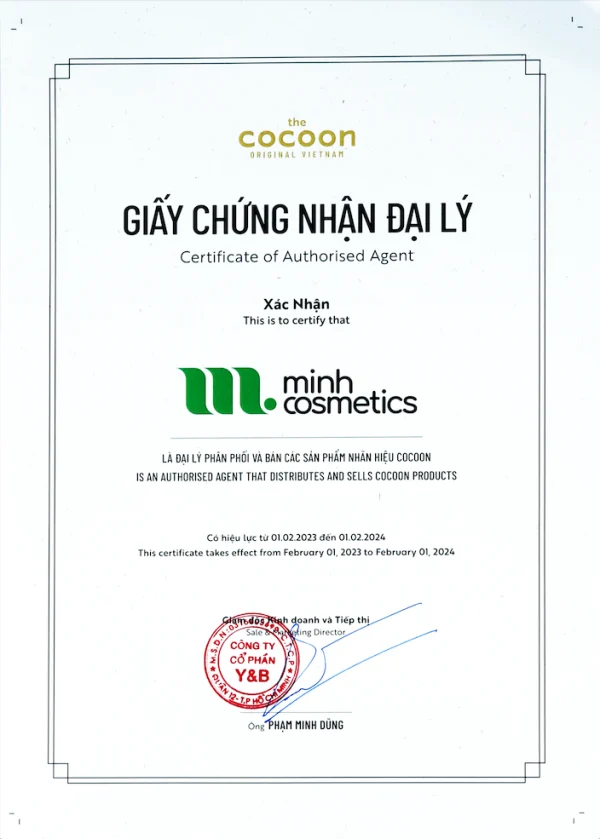 the
cocoon
ORIGINAL VIETNAM
GIẤY CHỨNG NHẬN ĐẠI LÝ
Certificate of Authorised Agent
Xác Nhận
This is to certify that
m.
minh
cosmetics
LÀ ĐẠI LÝ PHÂN PHỐI VÀ BÁN CÁC SẢN PHẨM NHÃN HIỆU COCOON
IS AN AUTHORISED AGENT THAT DISTRIBUTES AND SELLS COCOON PRODUCTS
Có hiệu lực từ 01.02.2023 đến 01.02.2024
This certificate takes effect from February 01, 2023 to February 01, 2024
Giám đốc Kinh doanh và Tiếp thị
Sale & Marketing Director
CÔNG TY
CỔ PHẦN
Y&B
QUẬN 12-T.P HỒ CHÍ MINH
Ông PHẠM MINH DŨNG